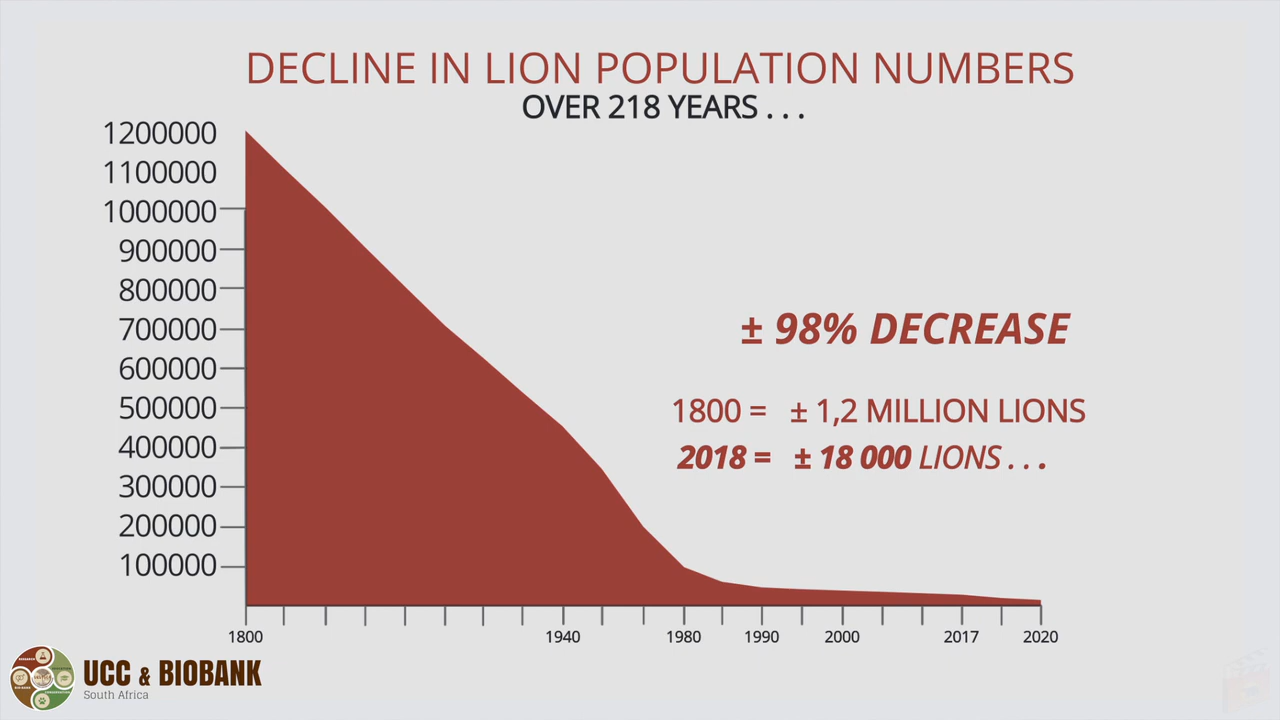 DECLINE IN LION POPULATION NUMBERS
OVER 218 YEARS . . .
1200000
1100000
1000000
900000
800000
700000
600000
500000
400000
300000
200000
100000
± 98% DECREASE
1800 = ± 1,2 MILLION LIONS
2018 = ± 18 000 LIONS . . .
1800 1940 1980 1990 2000 2017 2020
UCC & BIOBANK
South Africa